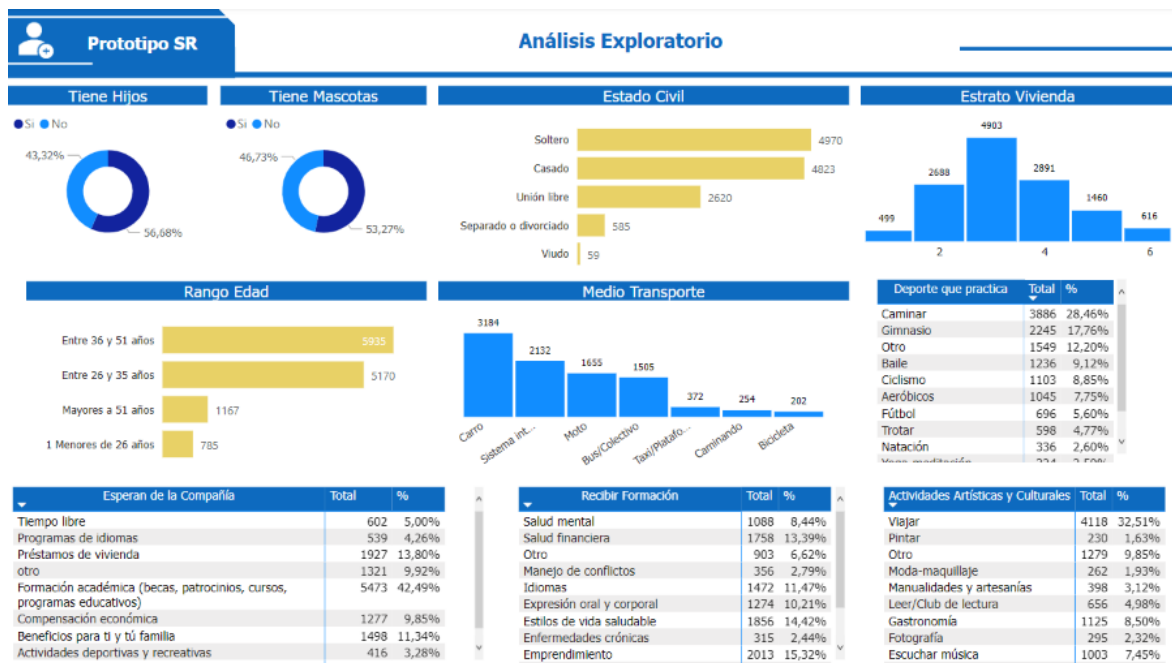 Prototipo SR
Análisis Exploratorio
Tiene Hijos
Si No
43,32%
56,68%
Tiene Mascotas
Si No
46,73%
53,27%
Estado Civil
Soltero 4970
Casado 4823
Unión libre 2620
Separado o divorciado 585
Viudo 59
Estrato Vivienda
499
2688
4903
2891
1460
616
2 4 6
Rango Edad
Entre 36 y 51 años 5935
Entre 26 y 35 años 5170
Mayores a 51 años 1167
1 Menores de 26 años 785
Medio Transporte
3184
2132
1655
1505
372
254
202
Carro
Sistema int...
Moto
Bus/Colectivo
Taxi/Platafo...
Caminando
Bicicleta
Deporte que practica Total %
Caminar 3886 28,46%
Gimnasio 2245 17,76%
Otro 1549 12,20%
Baile 1236 9,12%
Ciclismo 1103 8,85%
Aeróbicos 1045 7,75%
Fútbol 696 5,60%
Trotar 598 4,77%
Natación 336 2,60%
Esperan de la Compañía Total %
Tiempo libre 602 5,00%
Programas de idiomas 539 4,26%
Préstamos de vivienda 1927 13,80%
otro 1321 9,92%
Formación académica (becas, patrocinios, cursos, 5473 42,49%
programas educativos)
Compensación económica 1277 9,85%
Beneficios para ti y tú familia 1498 11,34%
Actividades deportivas y recreativas 416 3,28%
Recibir Formación Total %
Salud mental 1088 8,44%
Salud financiera 1758 13,39%
Otro 903 6,62%
Manejo de conflictos 356 2,79%
Idiomas 1472 11,47%
Expresión oral y corporal 1274 10,21%
Estilos de vida saludable 1856 14,42%
Enfermedades crónicas 315 2,44%
Emprendimiento 2013 15,32%
Actividades Artísticas y Culturales Total %
Viajar 4118 32,51%
Pintar 230 1,63%
Otro 1279 9,85%
Moda-maquillaje 262 1,93%
Manualidades y artesanías 398 3,12%
Leer/Club de lectura 656 4,98%
Gastronomía 1125 8,50%
Fotografía 295 2,32%
Escuchar música 1003 7,45%